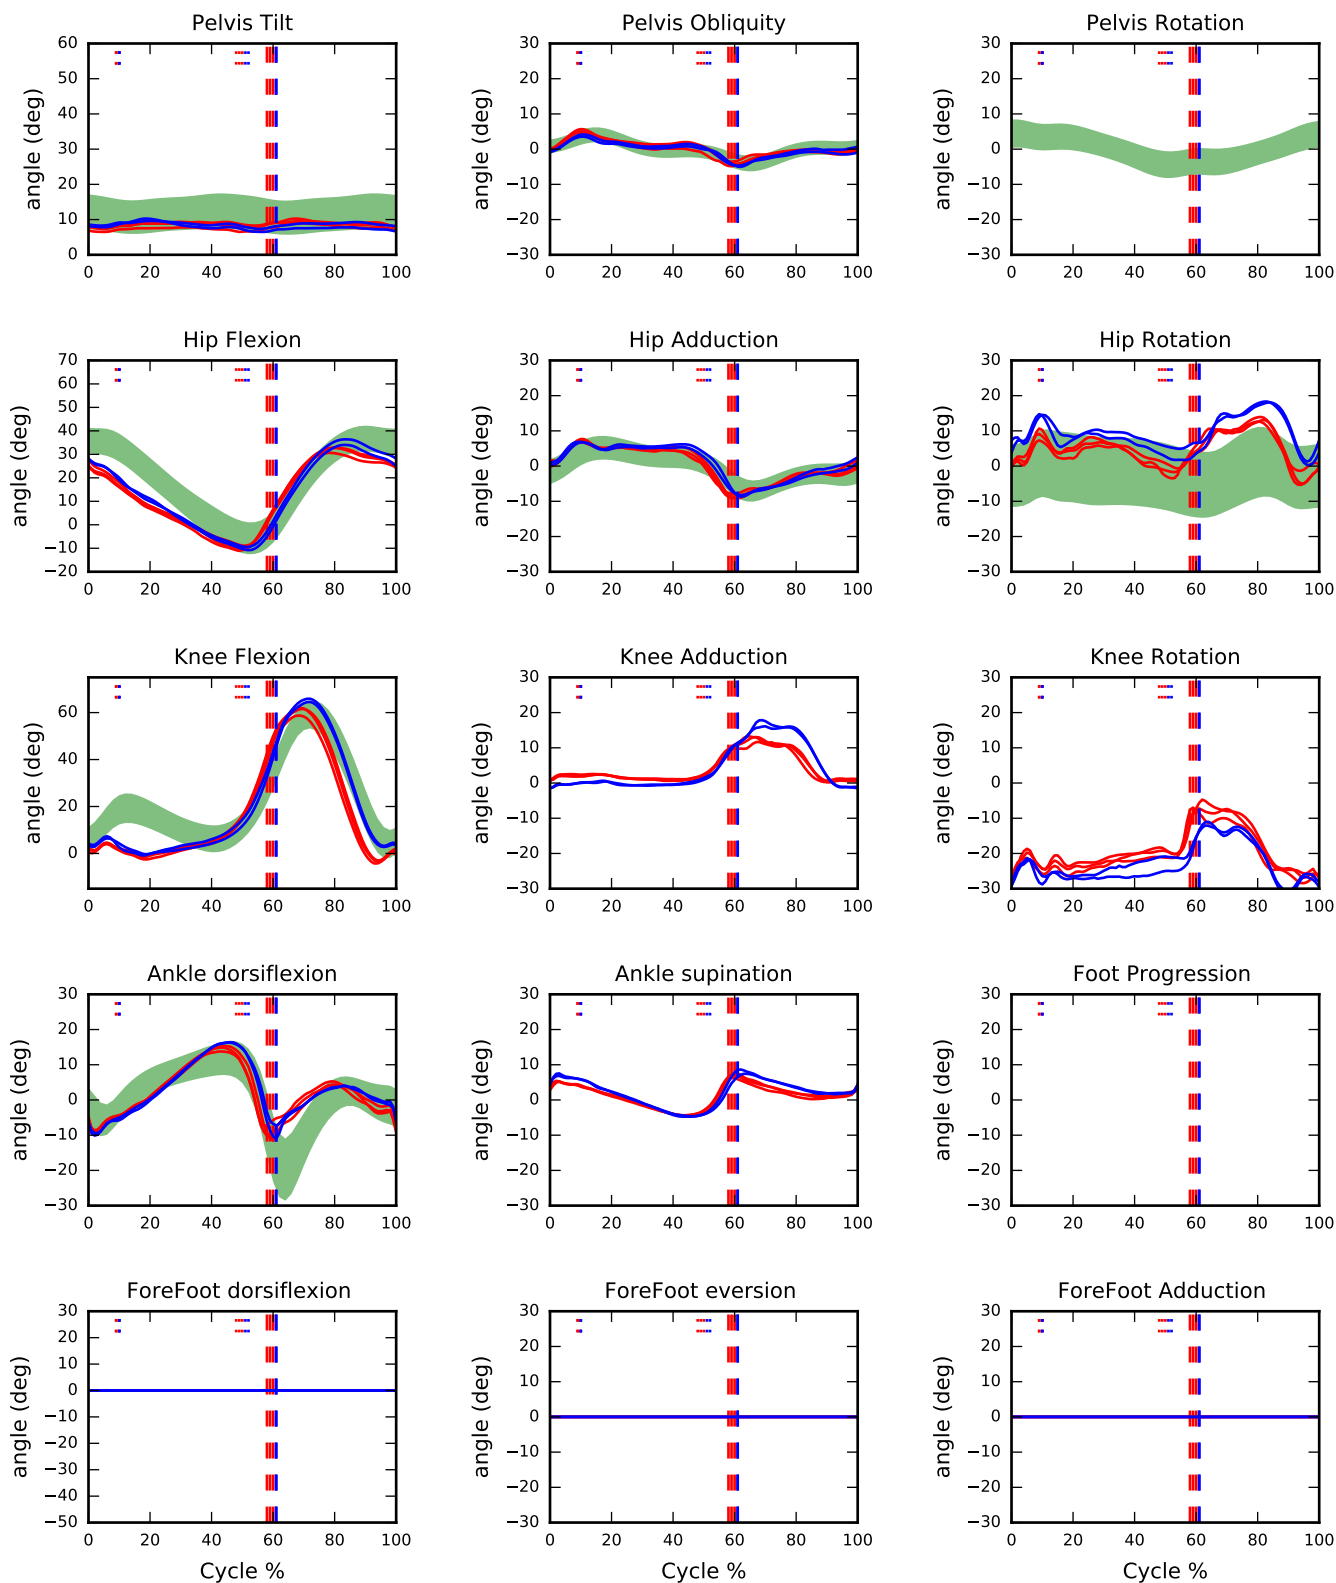 Pelvis Tilt
Pelvis Obliquity
Pelvis Rotation
angle (deg)
60
50
40
30
20
10
0
0 20 40 60 80 100
angle (deg)
30
20
10
0
−10
−20
−30
0 20 40 60 80 100
angle (deg)
30
20
10
0
−10
−20
−30
0 20 40 60 80 100
Hip Flexion
Hip Adduction
Hip Rotation
angle (deg)
70
60
50
40
30
20
10
0
−10
−20
0 20 40 60 80 100
angle (deg)
30
20
10
0
−10
−20
−30
0 20 40 60 80 100
angle (deg)
30
20
10
0
−10
−20
−30
0 20 40 60 80 100
Knee Flexion
Knee Adduction
Knee Rotation
angle (deg)
60
40
20
0
0 20 40 60 80 100
angle (deg)
30
20
10
0
−10
−20
−30
0 20 40 60 80 100
angle (deg)
30
20
10
0
−10
−20
−30
0 20 40 60 80 100
Ankle dorsiflexion
Ankle supination
Foot Progression
angle (deg)
30
20
10
0
−10
−20
−30
0 20 40 60 80 100
angle (deg)
30
20
10
0
−10
−20
−30
0 20 40 60 80 100
angle (deg)
30
20
10
0
−10
−20
−30
0 20 40 60 80 100
ForeFoot dorsiflexion
ForeFoot eversion
ForeFoot Adduction
angle (deg)
30
20
10
0
−10
−20
−30
−40
−50
0 20 40 60 80 100
Cycle %
angle (deg)
30
20
10
0
−10
−20
−30
0 20 40 60 80 100
Cycle %
angle (deg)
30
20
10
0
−10
−20
−30
0 20 40 60 80 100
Cycle %